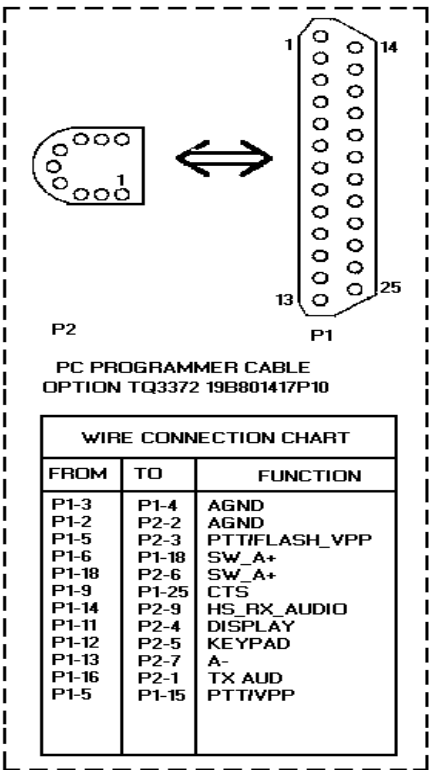 1
14
1
13
25
P2
P1
PC PROGRAMMER CABLE
OPTION TQ3372 19B801417P10
WIRE CONNECTION CHART
FROM TO FUNCTION
P1-3 P1-4 AGND
P1-2 P2-2 AGND
P1-5 P2-3 PTT/FLASH_VPP
P1-6 P1-18 SW_A+
P1-18 P2-6 SW_A+
P1-9 P1-25 CTS
P1-14 P2-9 HS_RX_AUDIO
P1-11 P2-4 DISPLAY
P1-12 P2-5 KEYPAD
P1-13 P2-7 A-
P1-16 P2-1 TX AUD
P1-5 P1-15 PTT/VPP